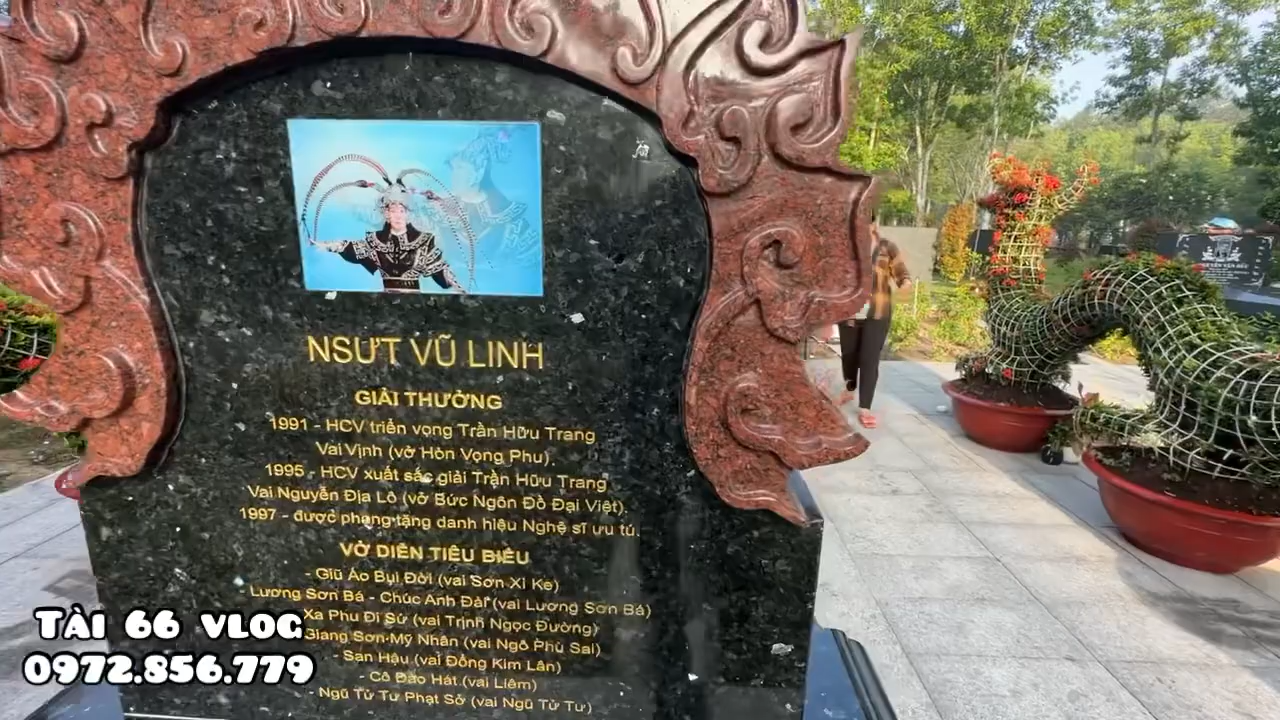 NSƯT VŨ LINH
GIẢI THƯỞNG
1991 - HCV triển vọng Trần Hữu Trang
Vai Vịnh (vở Hòn Vọng Phu).
1995 - HCV xuất sắc giải Trần Hữu Trang
Vai Nguyễn Địa Lô (vở Bức Ngôn Đồ Đại Việt).
1997 - được phong tặng danh hiệu Nghệ sĩ ưu tú.
VỞ DIỄN TIÊU BIỂU
- Giũ Áo Bụi Đời (vai Sơn Xi Ke)
Lương Sơn Bá - Chúc Anh Đài (vai Lương Sơn Bá)
Xa Phu Đi Sứ (vai Trịnh Ngọc Đường)
Giang Sơn Mỹ Nhân (vai Ngô Phù Sai)
- San Hậu (vai Đổng Kim Lân)
- Cô Đào Hát (vai Liêm)
- Ngũ Tử Tư Phạt Sở (vai Ngũ Tử Tư)
Tài 66 vlog
0972.856.779